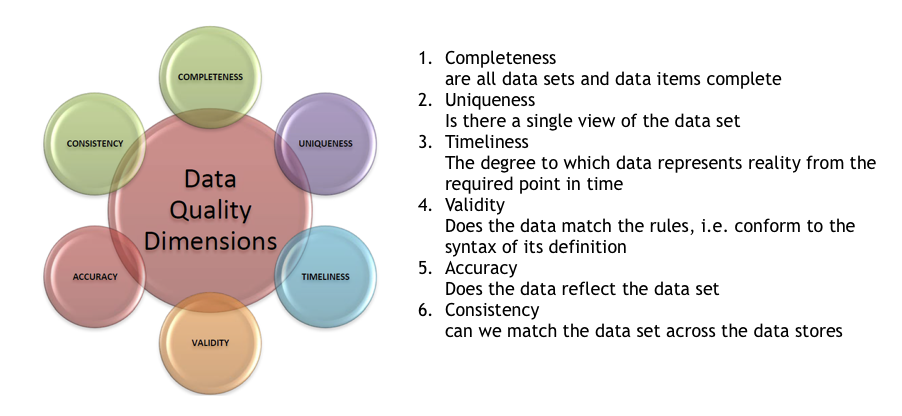 COMPLETENESS
CONSISTENCY
UNIQUENESS
Data
Quality
Dimensions
ACCURACY
TIMELINESS
VALIDITY
1. Completeness
are all data sets and data items complete
2. Uniqueness
Is there a single view of the data set
3. Timeliness
The degree to which data represents reality from the
required point in time
4. Validity
Does the data match the rules, i.e. conform to the
syntax of its definition
5. Accuracy
Does the data reflect the data set
6. Consistency
can we match the data set across the data stores